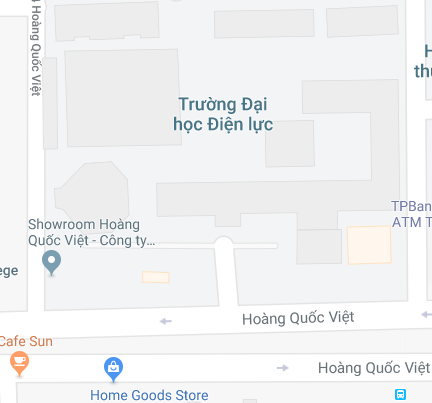 Hoàng Quốc Việt
Trường Đại
học Điện lực
H
thu
TPBan
ATM T
Showroom Hoàng
Quốc Việt - Công ty...
ege
Hoàng Quốc Việt
Cafe Sun
Hoàng Quốc Việt
Home Goods Store